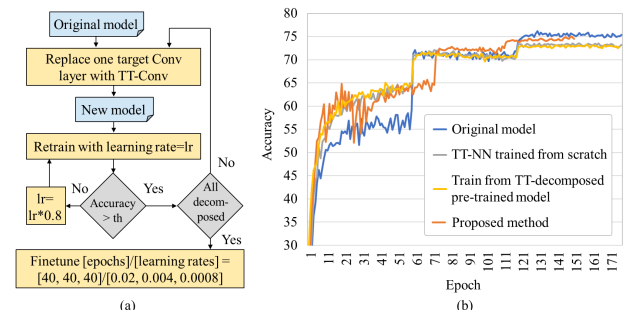 Original model
Replace one target Conv
layer with TT-Conv
New model
Retrain with learning rate=lr
lr=
lr*0.8
No
Accuracy
> th
Yes
No
All
decom-
posed
Yes
Finetune [epochs]/[learning rates] =
[40, 40, 40]/[0.02, 0.004, 0.0008]
(a)
Accuracy
80
75
70
65
60
55
50
45
40
35
30
Original model
TT-NN trained from scratch
Train from TT-decomposed
pre-trained model
Proposed method
1
11
21
31
41
51
61
71
81
91
101
111
121
131
141
151
161
171
Epoch
(b)